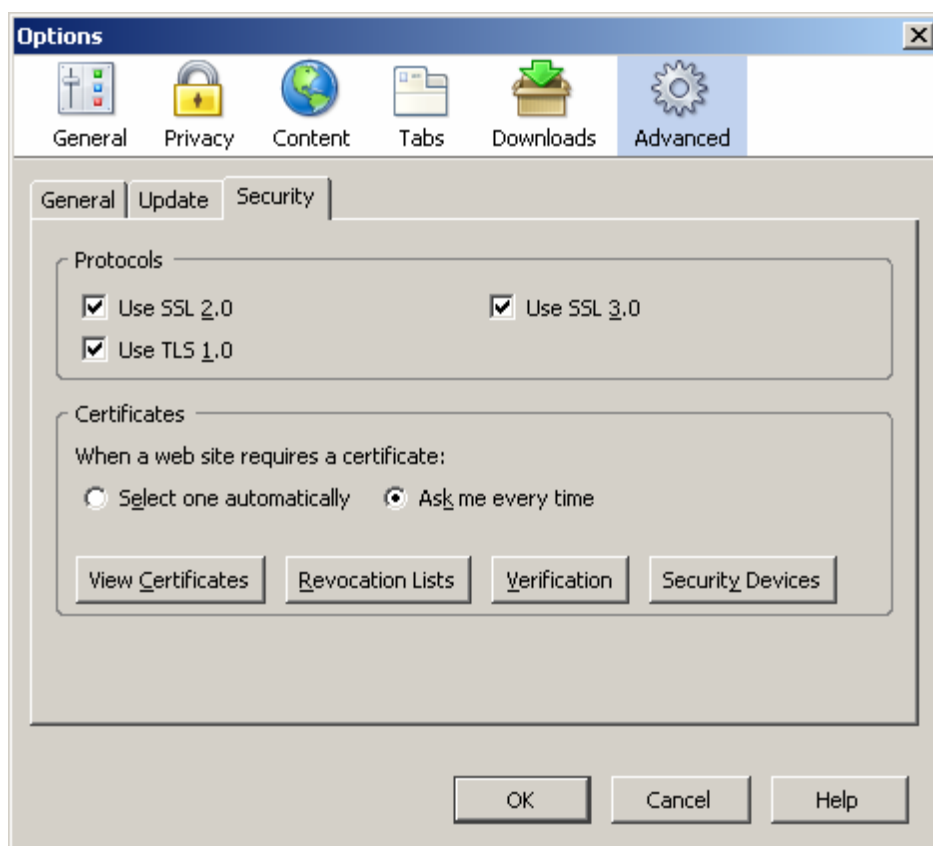 Options
General Privacy Content Tabs Downloads Advanced
General Update Security
Protocols
Use SSL 2.0 Use SSL 3.0
Use TLS 1.0
Certificates
When a web site requires a certificate:
Select one automatically Ask me every time
View Certificates Revocation Lists Verification Security Devices
OK Cancel Help